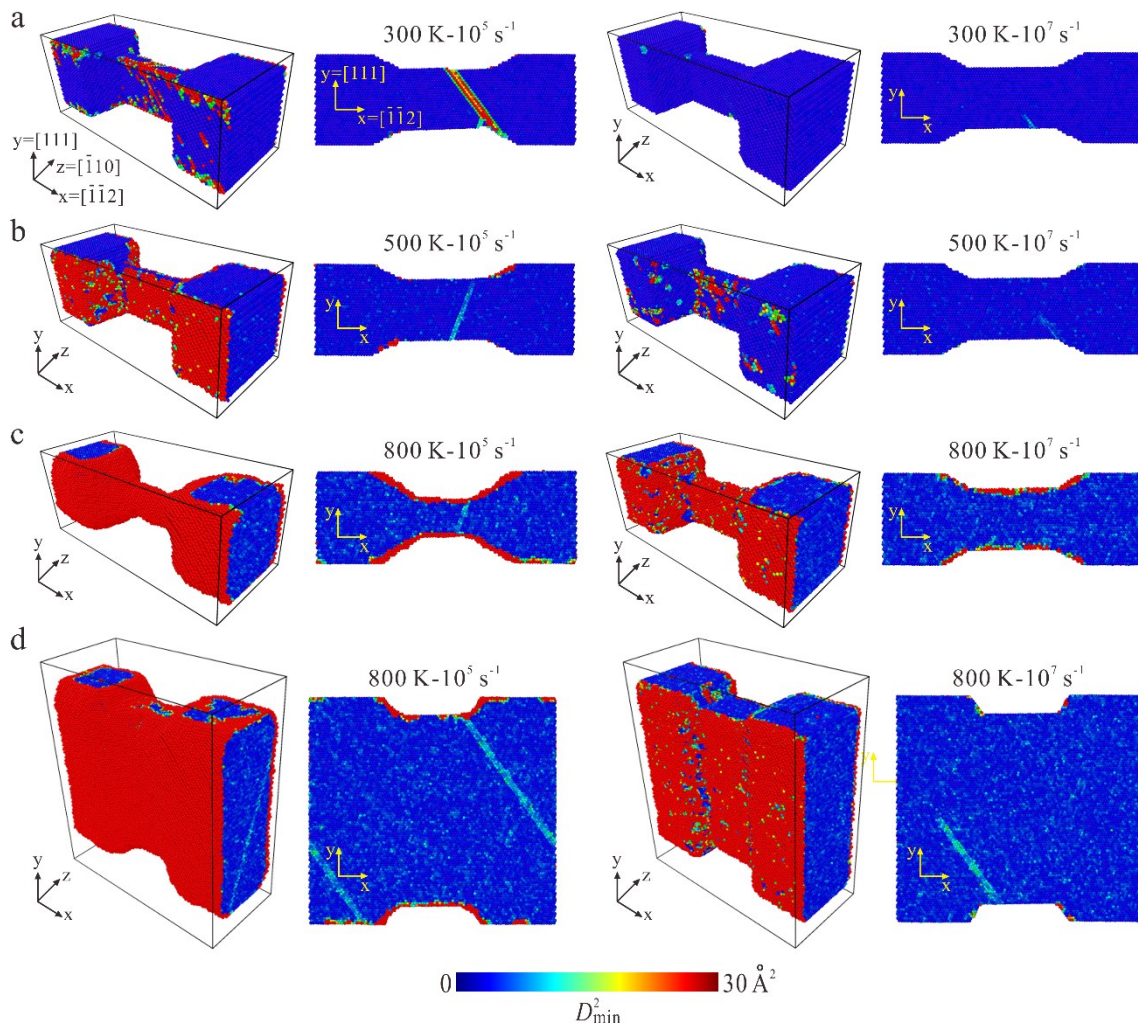 a
300 K-10⁵ s⁻¹
300 K-10⁷ s⁻¹
y=[111]
x=[1̄1̄2]
y
x
y=[111]
z=[1̄10]
x=[1̄1̄2]
y
z
x
b
500 K-10⁵ s⁻¹
500 K-10⁷ s⁻¹
y
z
x
y
x
y
z
x
y
x
c
800 K-10⁵ s⁻¹
800 K-10⁷ s⁻¹
y
z
x
y
x
y
z
x
y
x
d
800 K-10⁵ s⁻¹
800 K-10⁷ s⁻¹
y
z
x
y
x
y
z
x
y
x
0
30 Å²
D²min